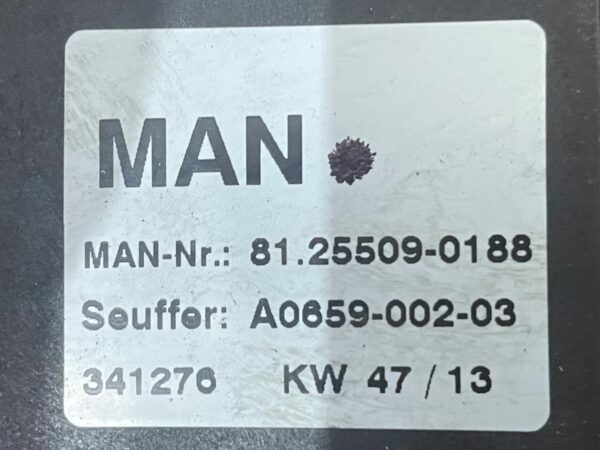 MAN
MAN-Nr.: 81.25509-0188
Seuffer: A0659-002-03
341276 KW 47 / 13